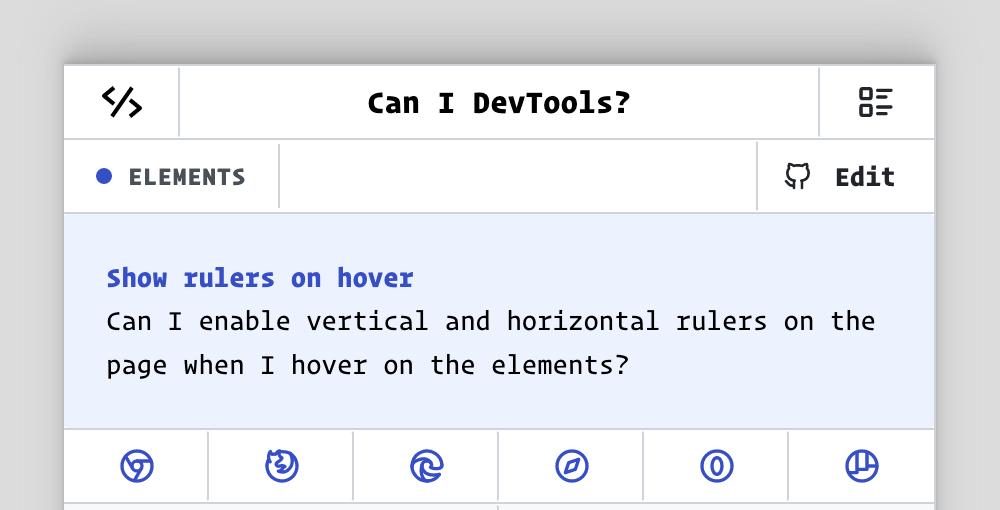 Can I DevTools?
ELEMENTS
Edit
Show rulers on hover
Can I enable vertical and horizontal rulers on the
page when I hover on the elements?